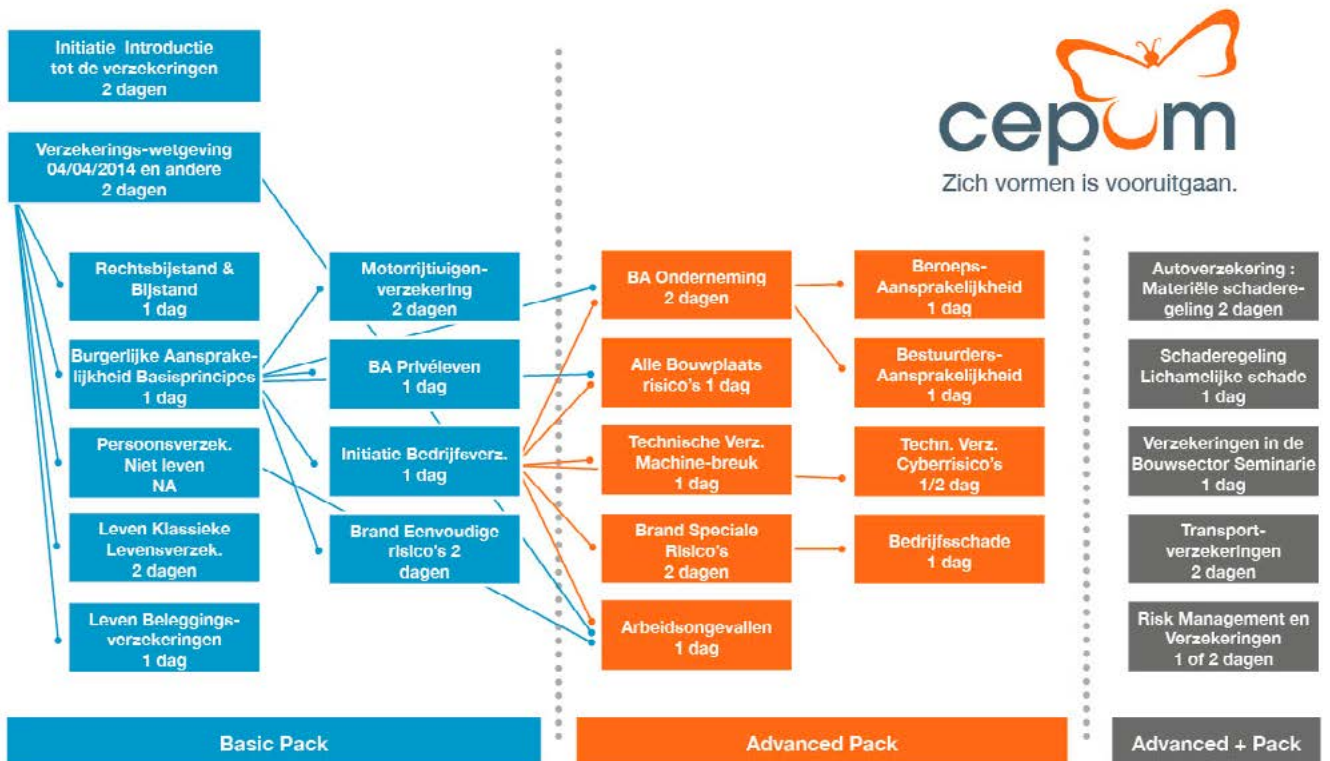 Initiatie Introductie
tot de verzekeringen
2 dagen
Verzekerings-wetgeving
04/04/2014 en andere
2 dagen
Rechtsbijstand &
Bijstand
1 dag
Burgerlijke Aansprake-
lijkheid Basisprincipes
1 dag
Persoonsverzek.
Niet leven
NA
Leven Klassieke
Levensverzek.
2 dagen
Leven Beleggings-
verzekeringen
1 dag
Motorrijtiuigen-
verzekering
2 dagen
BA Privéleven
1 dag
Initiatie Bedrijfsverz.
1 dag
Brand Eenvoudige
risico's 2
dagen
Basic Pack
BA Onderneming
2 dagen
Alle Bouwplaats
risico's 1 dag
Technische Verz.
Machine-breuk
1 dag
Brand Speciale
Risico's
2 dagen
Arbeidsongevallen
1 dag
Beroeps-
Aansprakelijkheid
1 dag
Bestuurders-
Aansprakelijkheid
1 dag
Techn. Verz.
Cyberrisico's
1/2 dag
Bedrijfsschade
1 dag
Advanced Pack
cepom
Zich vormen is vooruitgaan.
Autoverzekering :
Materiële schadere-
geling 2 dagen
Schaderegeling
Lichamelijke schade
1 dag
Verzekeringen in de
Bouwsector Seminarie
1 dag
Transport-
verzekeringen
2 dagen
Risk Management en
Verzekeringen
1 of 2 dagen
Advanced + Pack